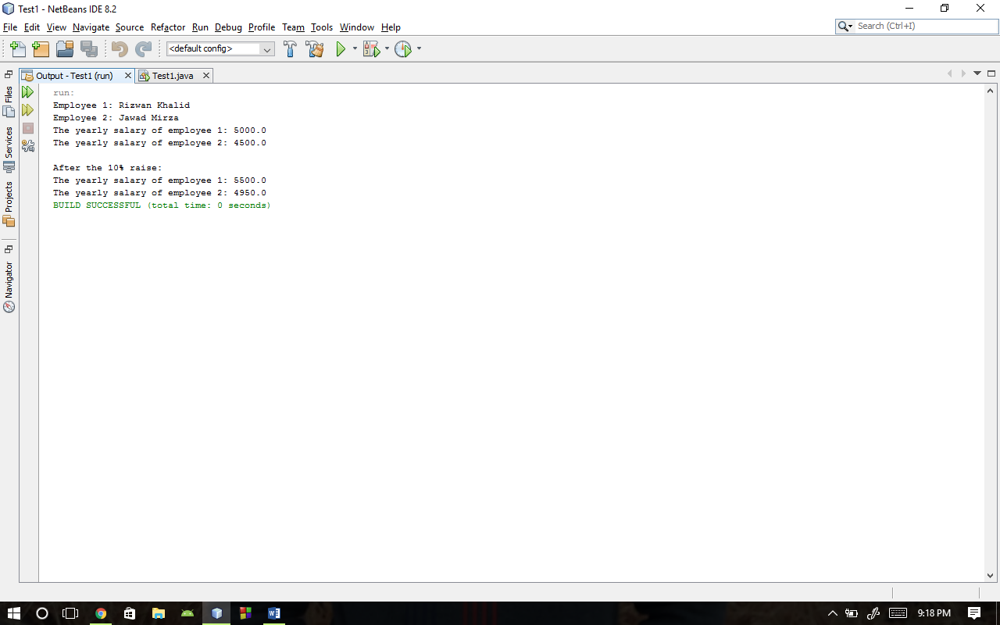 Test1 - NetBeans IDE 8.2
File Edit View Navigate Source Refactor Run Debug Profile Team Tools Window Help
Search (Ctrl+I)
<default config>
Output - Test1 (run)
Test1.java
Files
Services
Projects
Navigator
run:
Employee 1: Rizwan Khalid
Employee 2: Jawad Mirza
The yearly salary of employee 1: 5000.0
The yearly salary of employee 2: 4500.0
After the 10% raise:
The yearly salary of employee 1: 5500.0
The yearly salary of employee 2: 4950.0
BUILD SUCCESSFUL (total time: 0 seconds)
9:18 PM